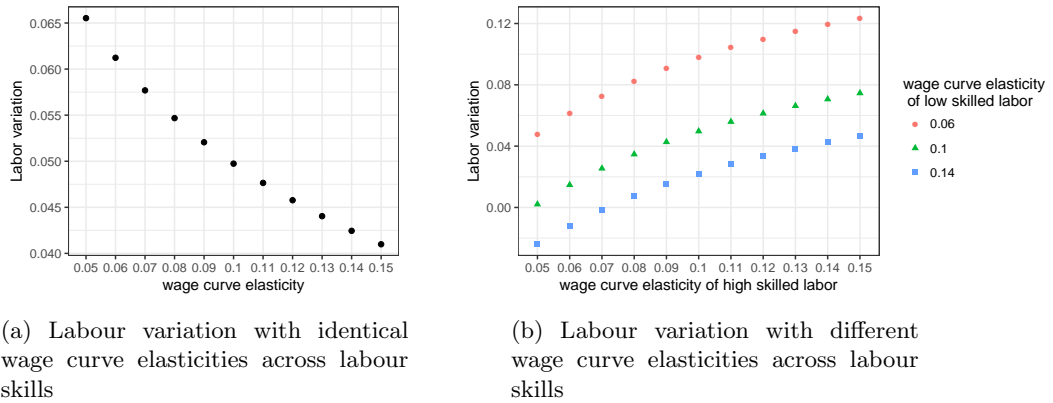 0.065
0.060
0.055
0.050
0.045
0.040
Labor variation
0.05 0.06 0.07 0.08 0.09 0.1 0.11 0.12 0.13 0.14 0.15
wage curve elasticity
0.12
0.08
0.04
0.00
Labor variation
0.05 0.06 0.07 0.08 0.09 0.10 0.11 0.12 0.13 0.14 0.15
wage curve elasticity of high skilled labor
wage curve elasticity
of low skilled labor
0.06
0.1
0.14
(a) Labour variation with identical
wage curve elasticities across labour
skills
(b) Labour variation with different
wage curve elasticities across labour
skills